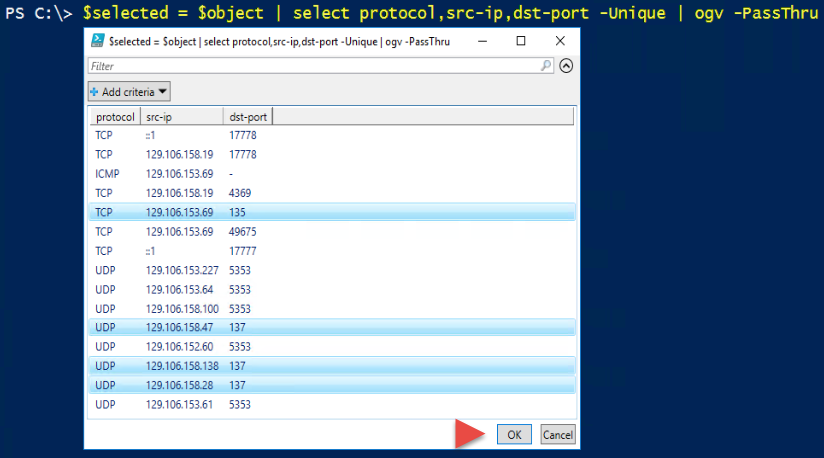 PS C:\> $selected = $object | select protocol,src-ip,dst-port -Unique | ogv -PassThru
$selected = $object | select protocol,src-ip,dst-port -Unique | ogv -PassThru
Filter
Add criteria
protocol src-ip dst-port
TCP ::1 17778
TCP 129.106.158.19 17778
ICMP 129.106.153.69 -
TCP 129.106.158.19 4369
TCP 129.106.153.69 135
TCP 129.106.153.69 49675
TCP ::1 17777
UDP 129.106.153.227 5353
UDP 129.106.153.64 5353
UDP 129.106.158.100 5353
UDP 129.106.158.47 137
UDP 129.106.152.60 5353
UDP 129.106.158.138 137
UDP 129.106.158.28 137
UDP 129.106.153.61 5353
OK Cancel